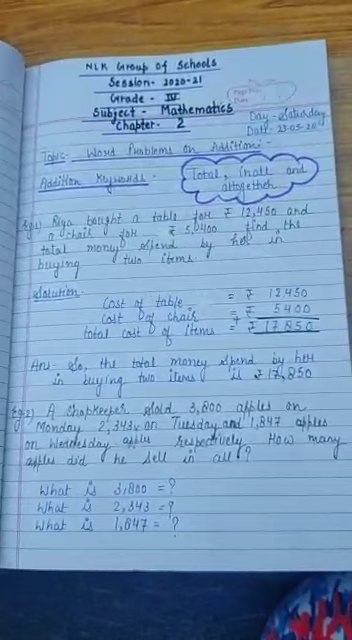 NLK Group Of Schools
Session - 2020-21
Grade - IV
Subject - Mathematics
Chapter - 2
Day - Saturday
Topic - Word Problems on Addition:-
Addition Keywords -
Total, Inall and
altogether
Eg:1) Riya bought a table for ₹ 12,450 and
a chair for ₹ 5,400 find the
total money spend by her in
buying two items.
Solution
Cost of table = ₹ 12450
Cost of chair = ₹ 5400
total cost of items = ₹ 17850
Ans:- So, the total money spend by her
in buying two items is ₹ 17,850
Eg:2) A shopkeeper sold 3,800 apples on
Monday 2,343 on Tuesday and 1,847 apples
on Wednesday apples respectively How many
apples did he sell in all?
What is 3,800 = ?
What is 2,343 = ?
What is 1,847 = ?